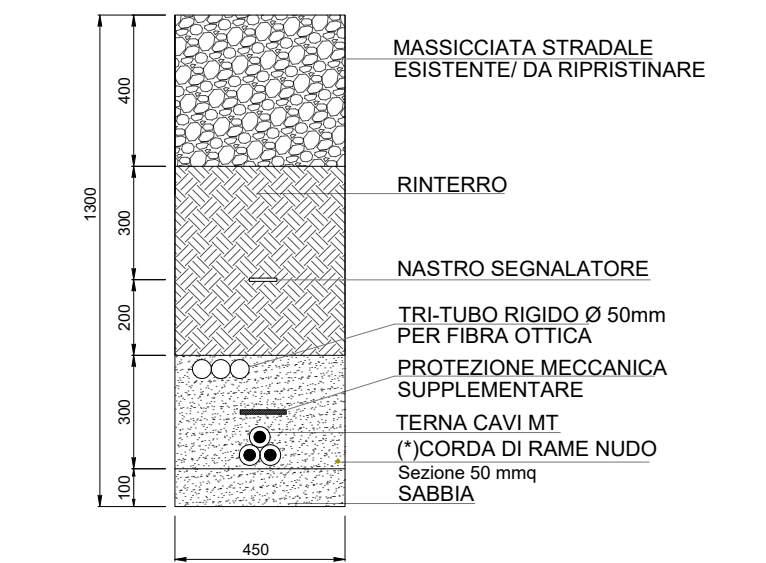 1300
400
300
200
300
100
450
MASSICCIATA STRADALE
ESISTENTE/ DA RIPRISTINARE
RINTERRO
NASTRO SEGNALATORE
TRI-TUBO RIGIDO Ø 50mm
PER FIBRA OTTICA
PROTEZIONE MECCANICA
SUPPLEMENTARE
TERNA CAVI MT
(*)CORDA DI RAME NUDO
Sezione 50 mmq
SABBIA